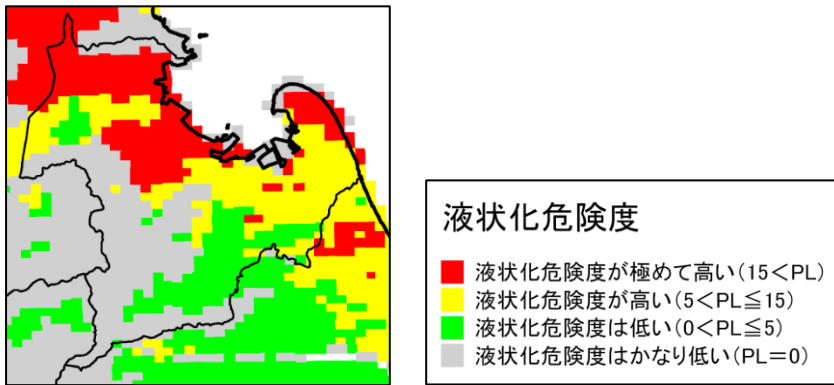 液状化危険度
液状化危険度が極めて高い(15<PL)
液状化危険度が高い(5<PL≦15)
液状化危険度は低い(0<PL≦5)
液状化危険度はかなり低い(PL=0)